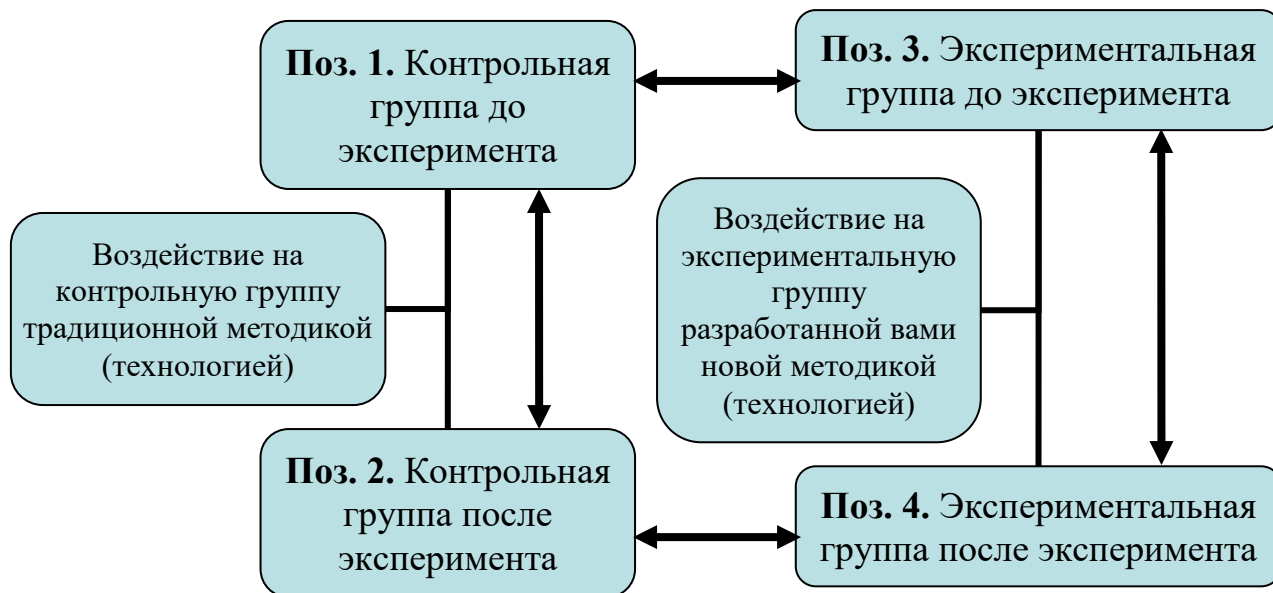 Поз. 1. Контрольная
группа до
эксперимента
Поз. 3. Экспериментальная
группа до эксперимента
Воздействие на
контрольную группу
традиционной методикой
(технологией)
Воздействие на
экспериментальную
группу
разработанной вами
новой методикой
(технологией)
Поз. 2. Контрольная
группа после
эксперимента
Поз. 4. Экспериментальная
группа после эксперимента